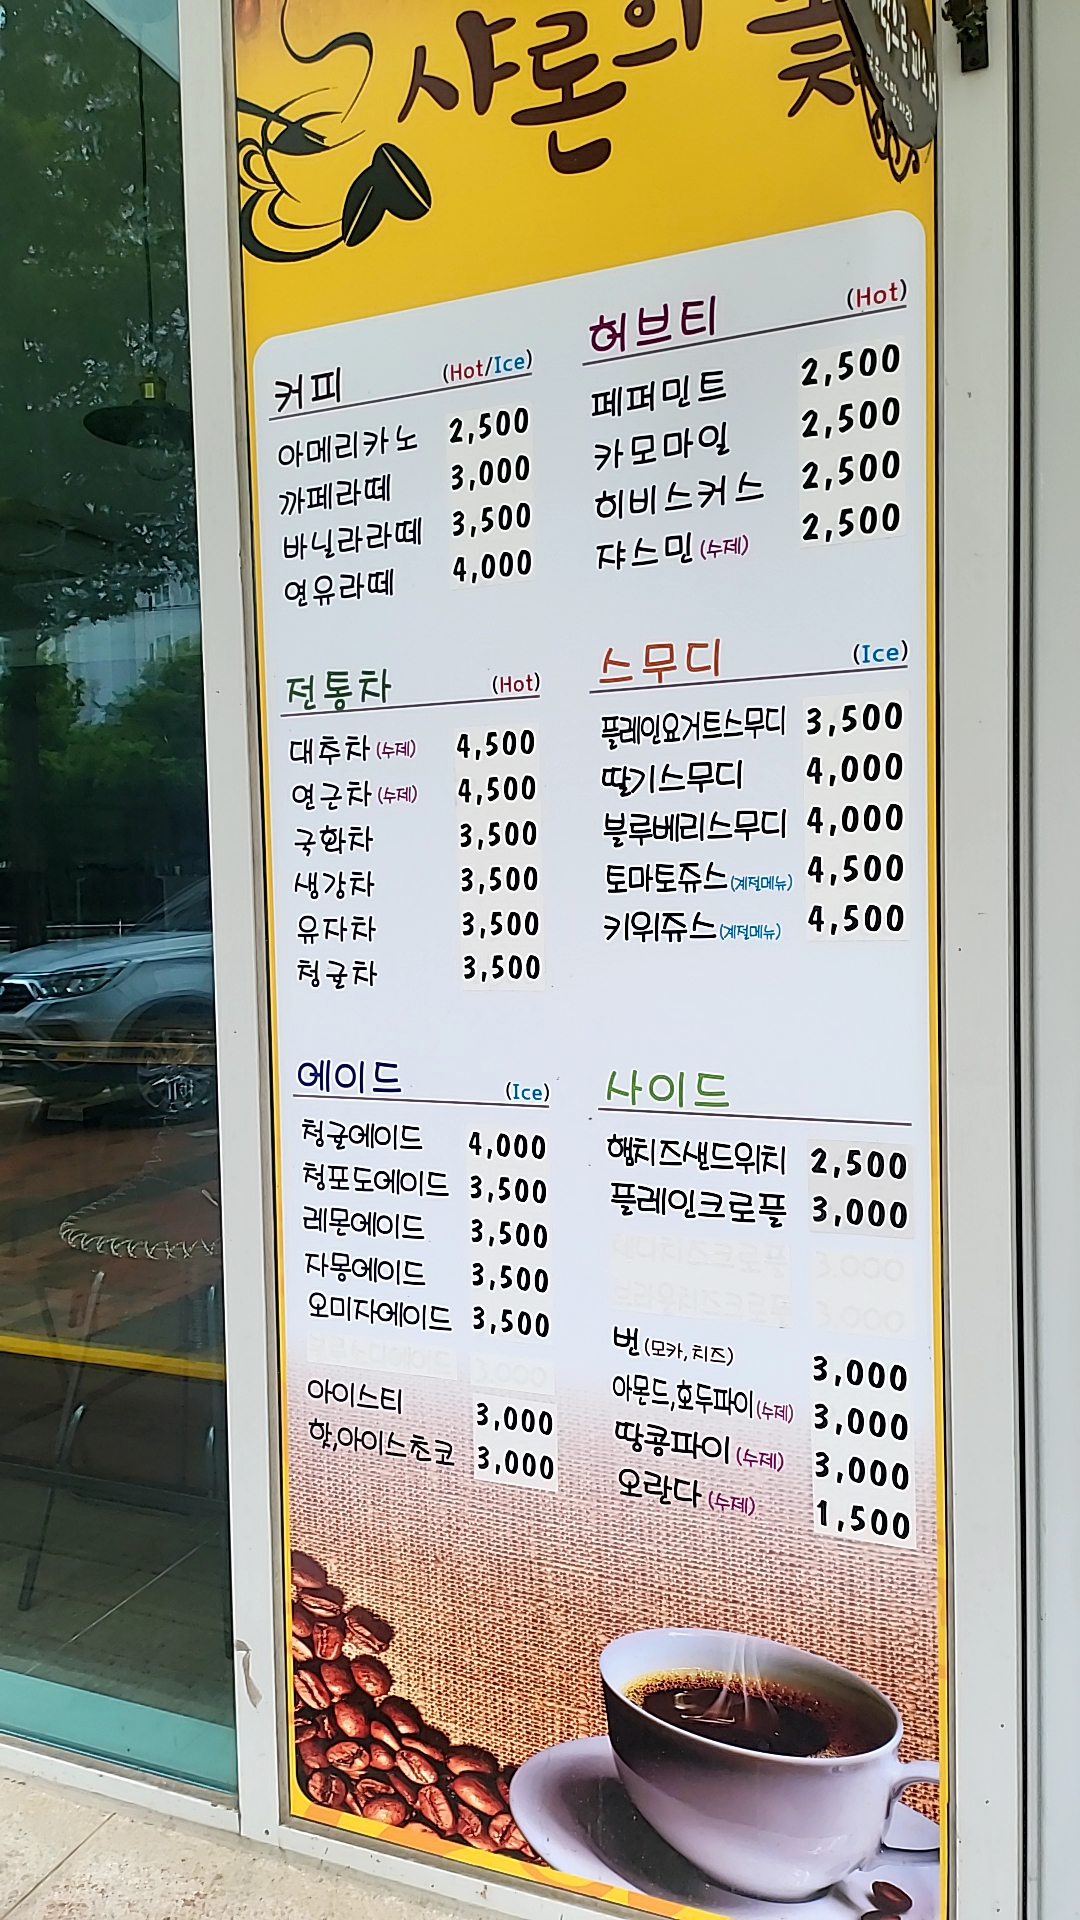 샤론의 꽃
커피 (Hot/Ice)
아메리카노 2,500
까페라떼 3,000
바닐라라떼 3,500
연유라떼 4,000
허브티 (Hot)
페퍼민트 2,500
카모마일 2,500
히비스커스 2,500
쟈스민 (수제) 2,500
전통차 (Hot)
대추차 (수제) 4,500
연근차 (수제) 4,500
국화차 3,500
생강차 3,500
유자차 3,500
청귤차 3,500
스무디 (Ice)
플레인요거트스무디 3,500
딸기스무디 4,000
블루베리스무디 4,000
토마토쥬스 (계절메뉴) 4,500
키위쥬스 (계절메뉴) 4,500
에이드 (Ice)
청귤에이드 4,000
청포도에이드 3,500
레몬에이드 3,500
자몽에이드 3,500
오미자에이드 3,500
아이스티 3,000
핫,아이스초코 3,000
사이드
햄치즈샌드위치 2,500
플레인크로플 3,000
번 (모카, 치즈) 3,000
아몬드,호두파이 (수제) 3,000
땅콩파이 (수제) 3,000
오란다 (수제) 1,500